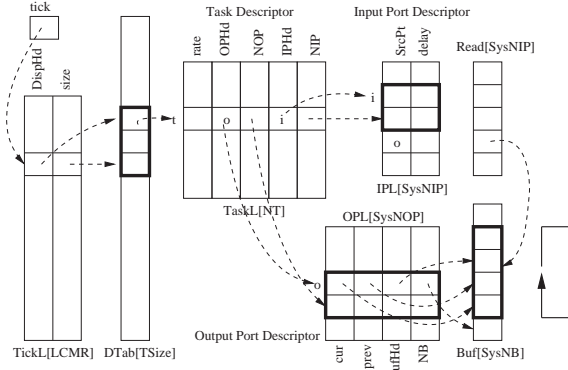 tick
Task Descriptor
Input Port Descriptor
DispHd
size
rate
OPHd
NOP
IPHd
NIP
SrcPt
delay
Read[SysNIP]
t
o
i
i
o
TaskL[NT]
IPL[SysNIP]
OPL[SysNOP]
o
Output Port Descriptor
TickL[LCMR]
DTab[TSize]
cur
prev
ufHd
NB
Buf[SysNB]